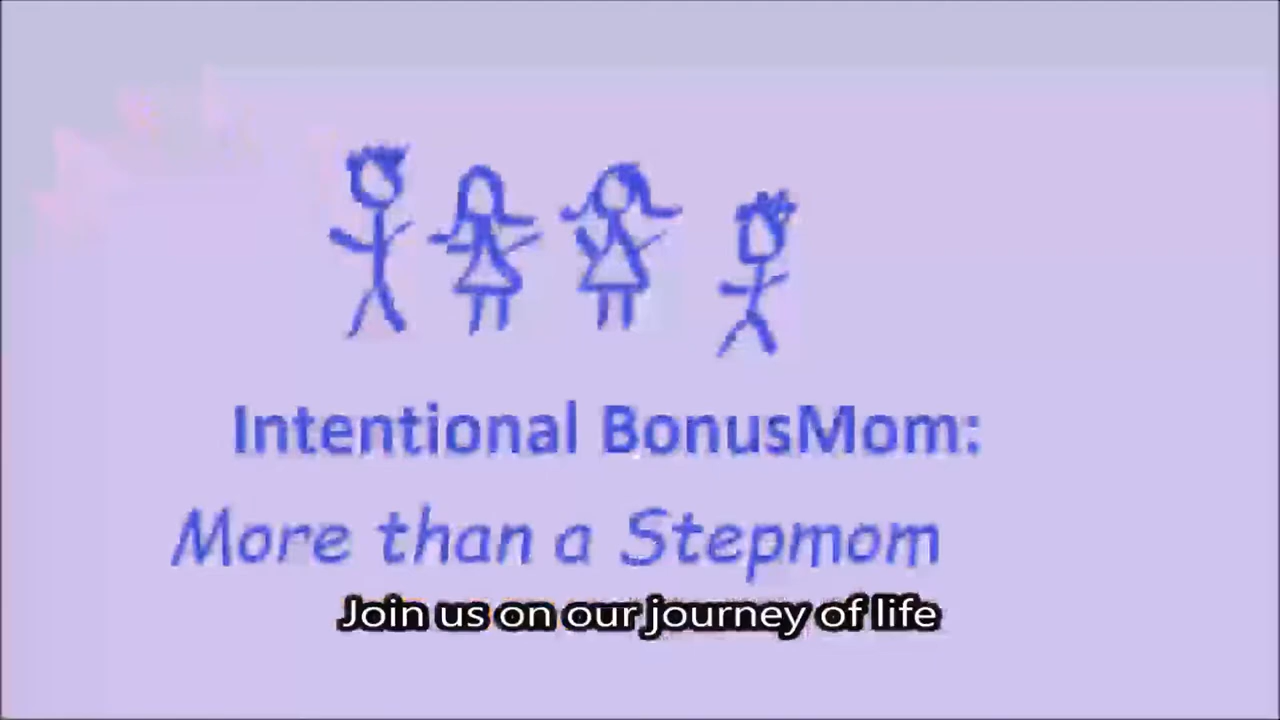 Intentional BonusMom:
More than a Stepmom
Join us on our journey of life